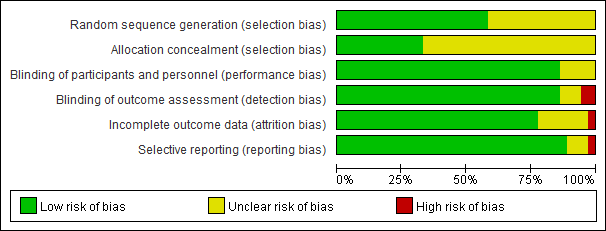 Random sequence generation (selection bias)
Allocation concealment (selection bias)
Blinding of participants and personnel (performance bias)
Blinding of outcome assessment (detection bias)
Incomplete outcome data (attrition bias)
Selective reporting (reporting bias)
0% 25% 50% 75% 100%
Low risk of bias Unclear risk of bias High risk of bias